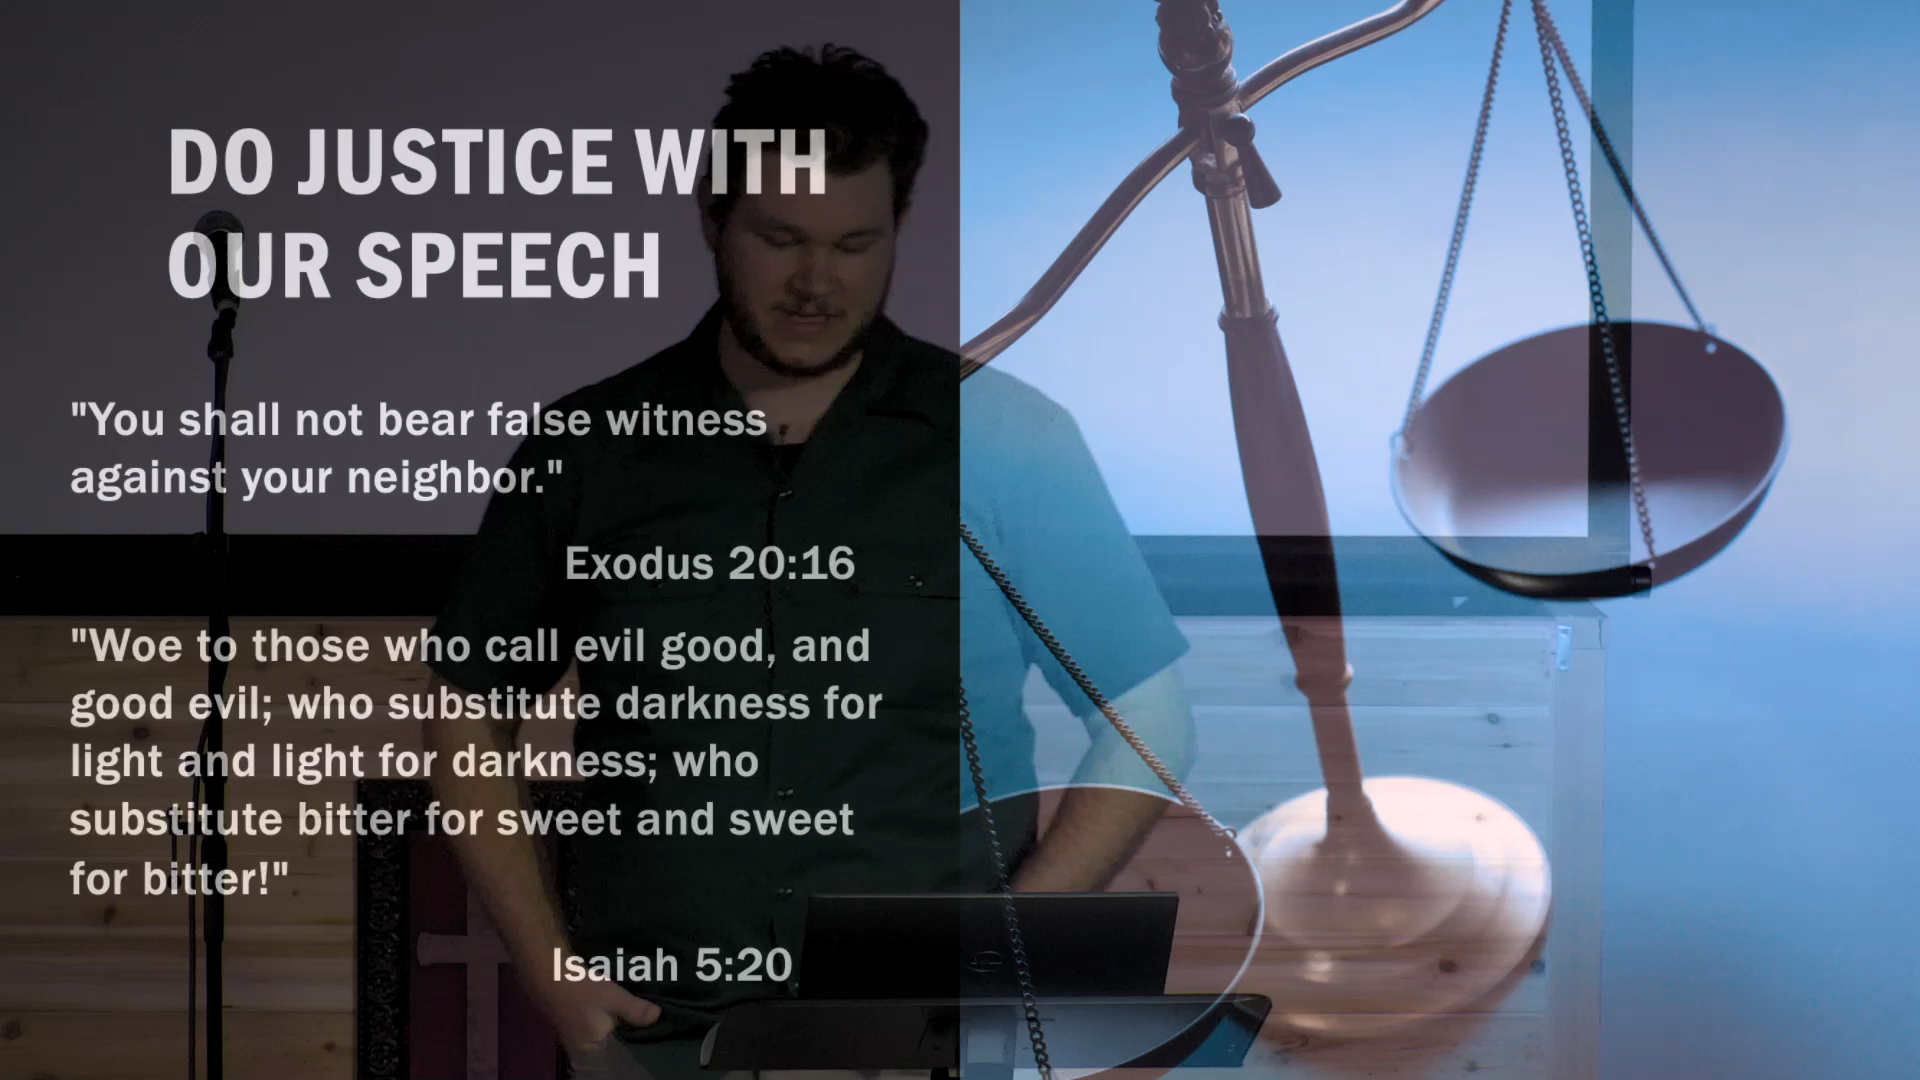 DO JUSTICE WITH
OUR SPEECH
"You shall not bear false witness
against your neighbor."
Exodus 20:16
"Woe to those who call evil good, and
good evil; who substitute darkness for
light and light for darkness; who
substitute bitter for sweet and sweet
for bitter!"
Isaiah 5:20